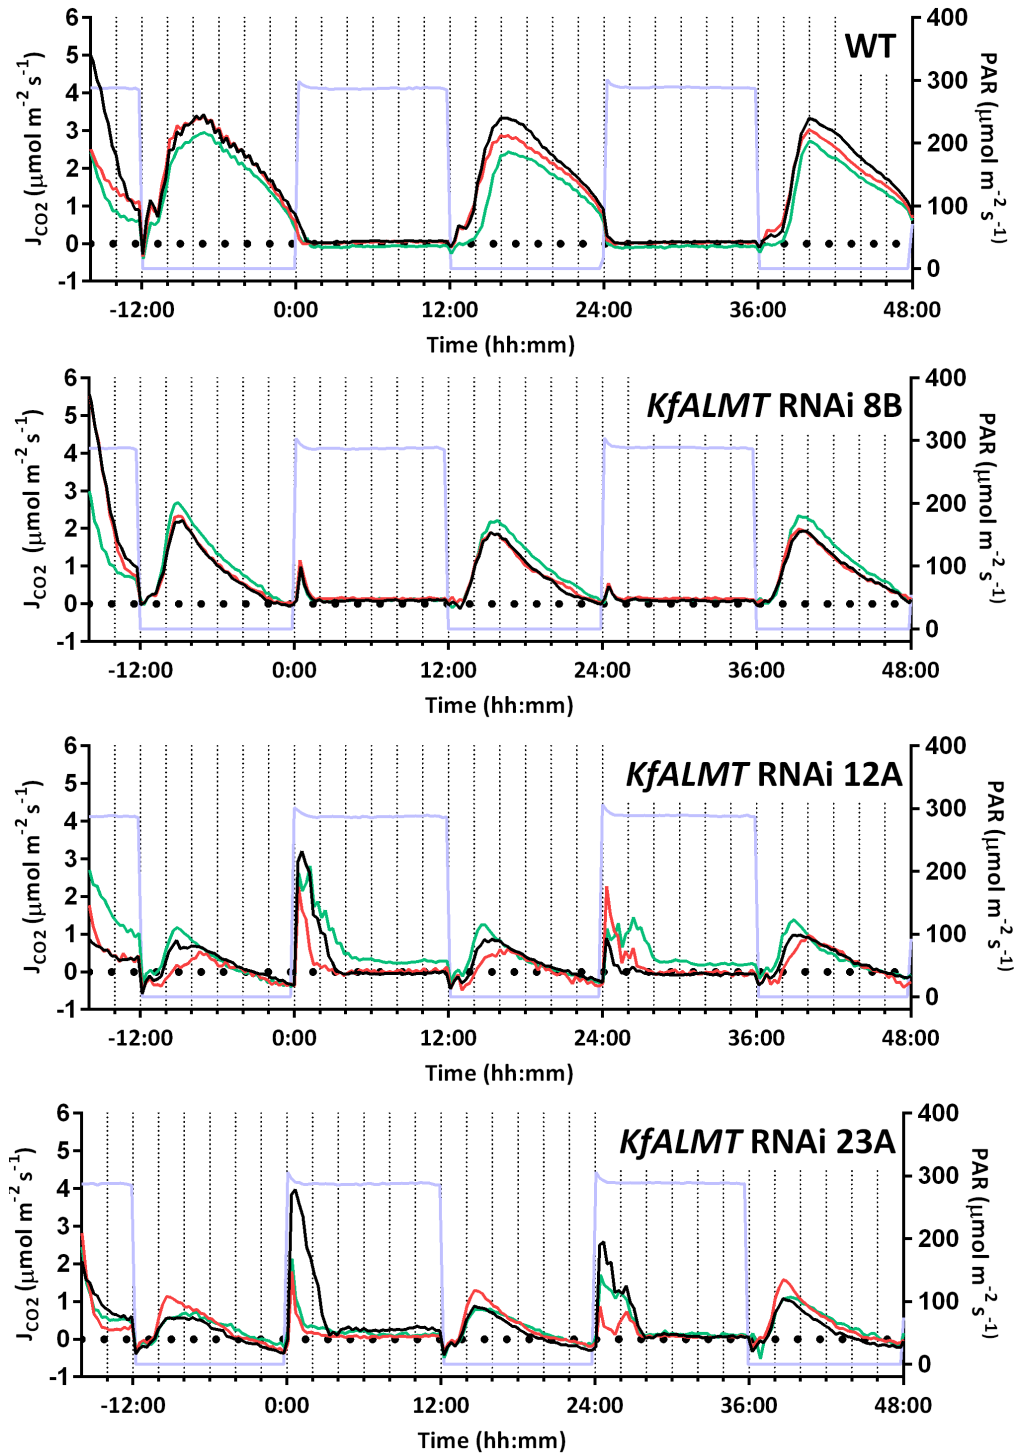 WT
J CO2 (μmol m-2 s-1)
PAR (μmol m-2 s-1)
6
5
4
3
2
1
0
-1
400
300
200
100
0
-12:00 0:00 12:00 24:00 36:00 48:00
Time (hh:mm)
KfALMT RNAi 8B
J CO2 (μmol m-2 s-1)
PAR (μmol m-2 s-1)
6
5
4
3
2
1
0
-1
400
300
200
100
0
-12:00 0:00 12:00 24:00 36:00 48:00
Time (hh:mm)
KfALMT RNAi 12A
J CO2 (μmol m-2 s-1)
PAR (μmol m-2 s-1)
6
5
4
3
2
1
0
-1
400
300
200
100
0
-12:00 0:00 12:00 24:00 36:00 48:00
Time (hh:mm)
KfALMT RNAi 23A
J CO2 (μmol m-2 s-1)
PAR (μmol m-2 s-1)
6
5
4
3
2
1
0
-1
400
300
200
100
0
-12:00 0:00 12:00 24:00 36:00 48:00
Time (hh:mm)